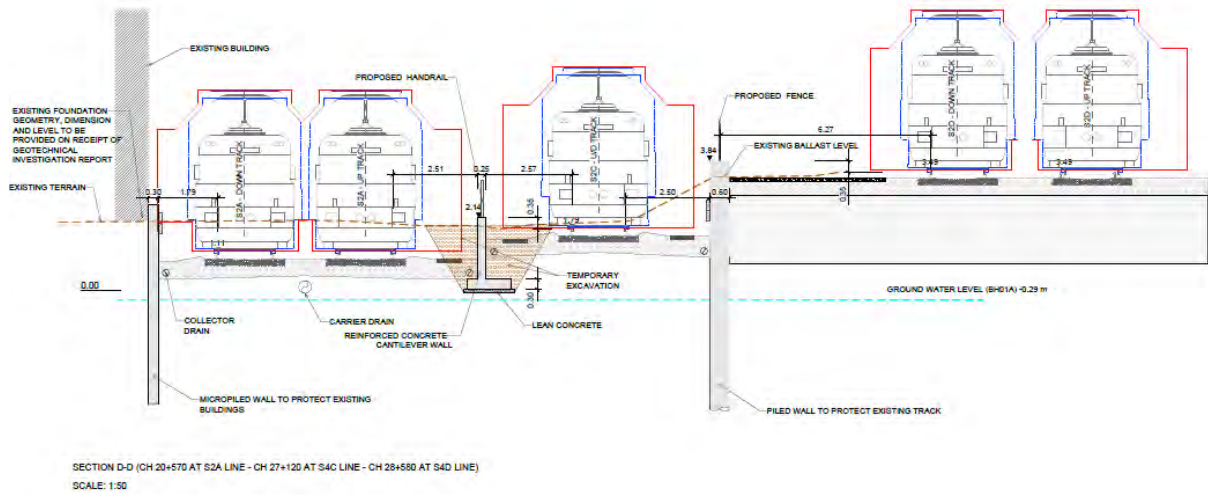 EXISTING BUILDING
PROPOSED HANDRAIL
PROPOSED FENCE
EXISTING FOUNDATION
GEOMETRY, DIMENSION
AND LEVEL TO BE
PROVIDED ON RECEIPT OF
GEOTECHNICAL
INVESTIGATION REPORT
EXISTING BALLAST LEVEL
EXISTING TERRAIN
S2A - DOWN TRACK
S2A - UP TRACK
S2C - U/D TRACK
S2D - DOWN TRACK
S2D - UP TRACK
6.27
3.84
3.49
3.49
0.35
2.51
0.25
2.57
0.30
1.79
2.14
0.35
1.79
2.50
0.60
0.00
0.30
TEMPORARY
EXCAVATION
GROUND WATER LEVEL (BH01A) -0.29 m
COLLECTOR
DRAIN
CARRIER DRAIN
LEAN CONCRETE
REINFORCED CONCRETE
CANTILEVER WALL
MICROPILED WALL TO PROTECT EXISTING
BUILDINGS
PILED WALL TO PROTECT EXISTING TRACK
SECTION D-D (CH 20+570 AT S2A LINE - CH 27+120 AT S4C LINE - CH 28+580 AT S4D LINE)
SCALE: 1:50